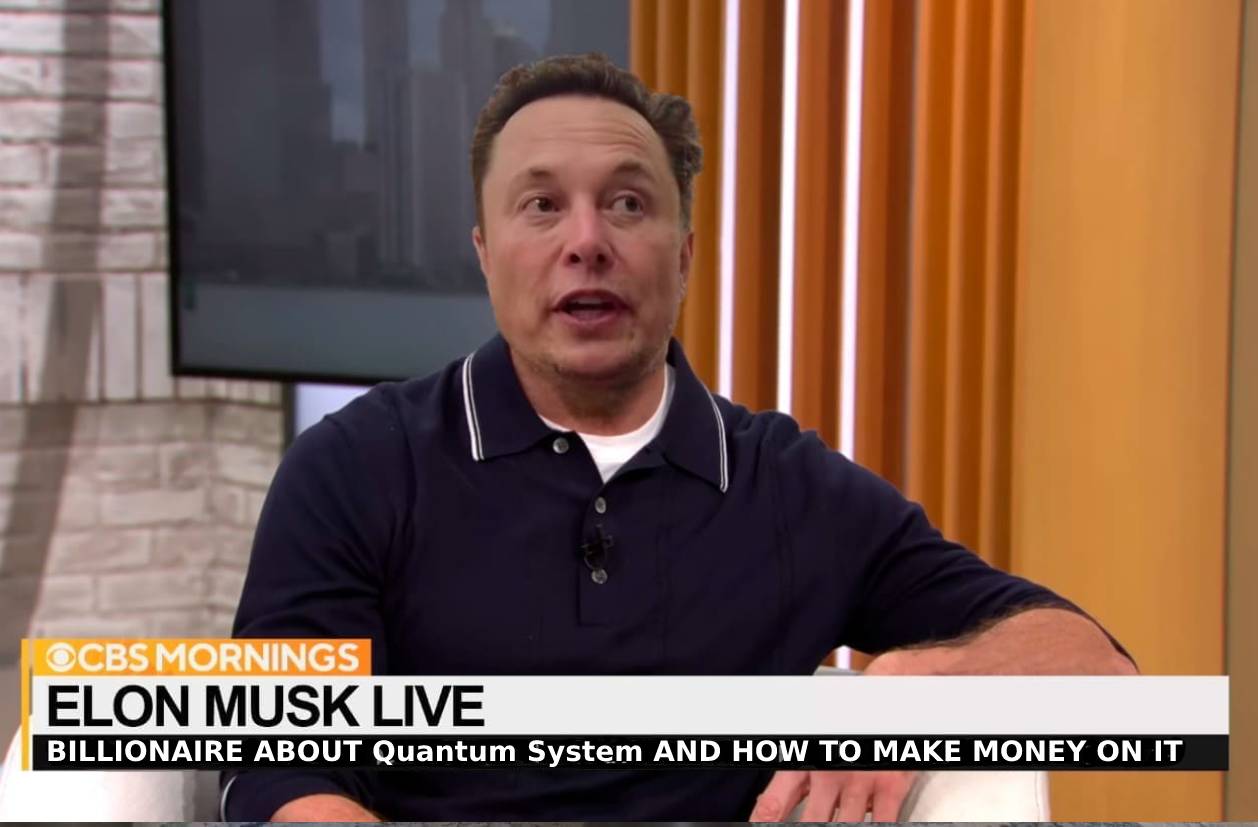 CBS MORNINGS
ELON MUSK LIVE
BILLIONAIRE ABOUT Quantum System AND HOW TO MAKE MONEY ON IT